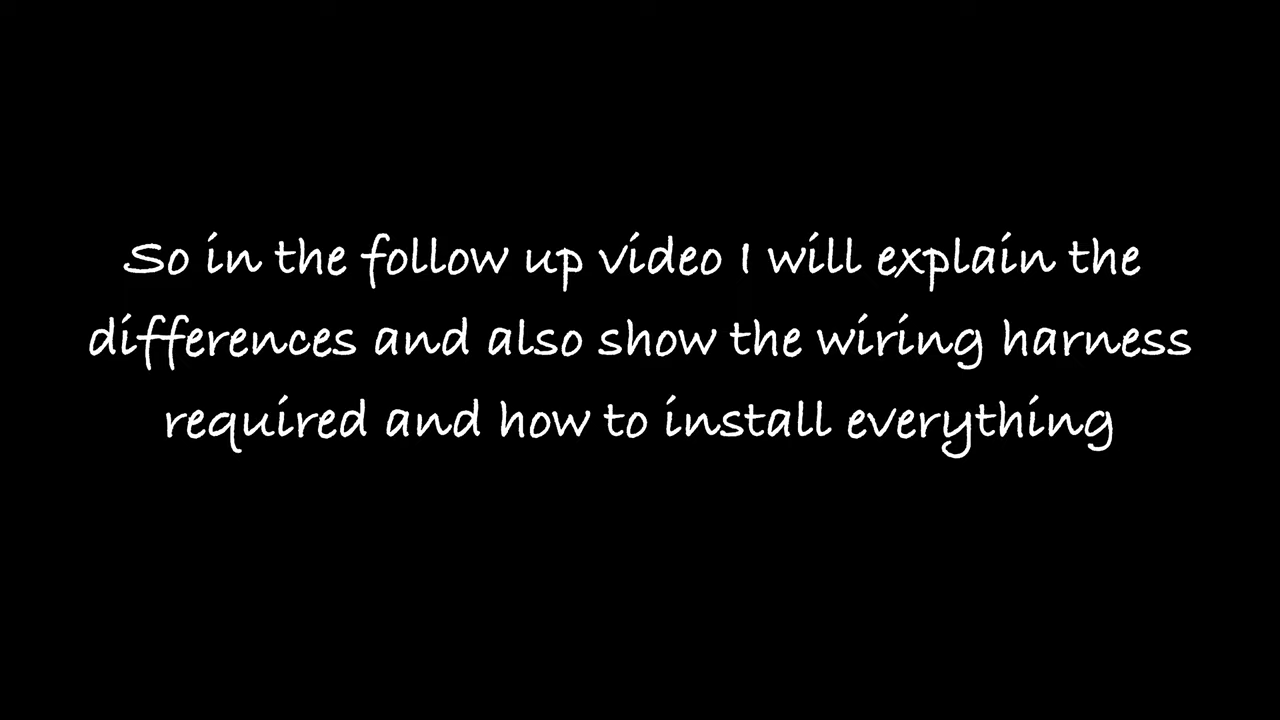 So in the follow up video I will explain the
differences and also show the wiring harness
required and how to install everything